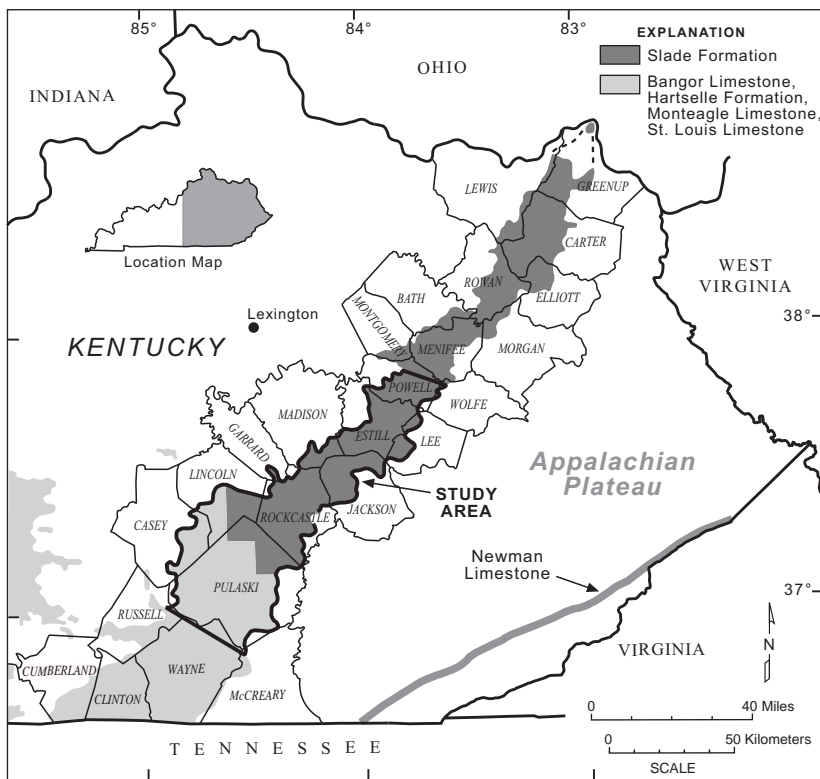 85°
84°
83°
EXPLANATION
Slade Formation
Bangor Limestone,
Hartselle Formation,
Monteagle Limestone,
St. Louis Limestone
OHIO
INDIANA
LEWIS
GREENUP
CARTER
Location Map
ROWAN
WEST
VIRGINIA
BATH
ELLIOTT
Lexington
MONTGOMERY
38°
KENTUCKY
MENIFEE
MORGAN
POWELL
WOLFE
MADISON
ESTILL
GARRARD
LEE
LINCOLN
Appalachian
Plateau
STUDY
AREA
CASEY
ROCKCASTLE
JACKSON
Newman
Limestone
PULASKI
37°
RUSSELL
N
CUMBERLAND
WAYNE
VIRGINIA
CLINTON
McCREARY
0 40 Miles
0 50 Kilometers
SCALE
TENNESSEE